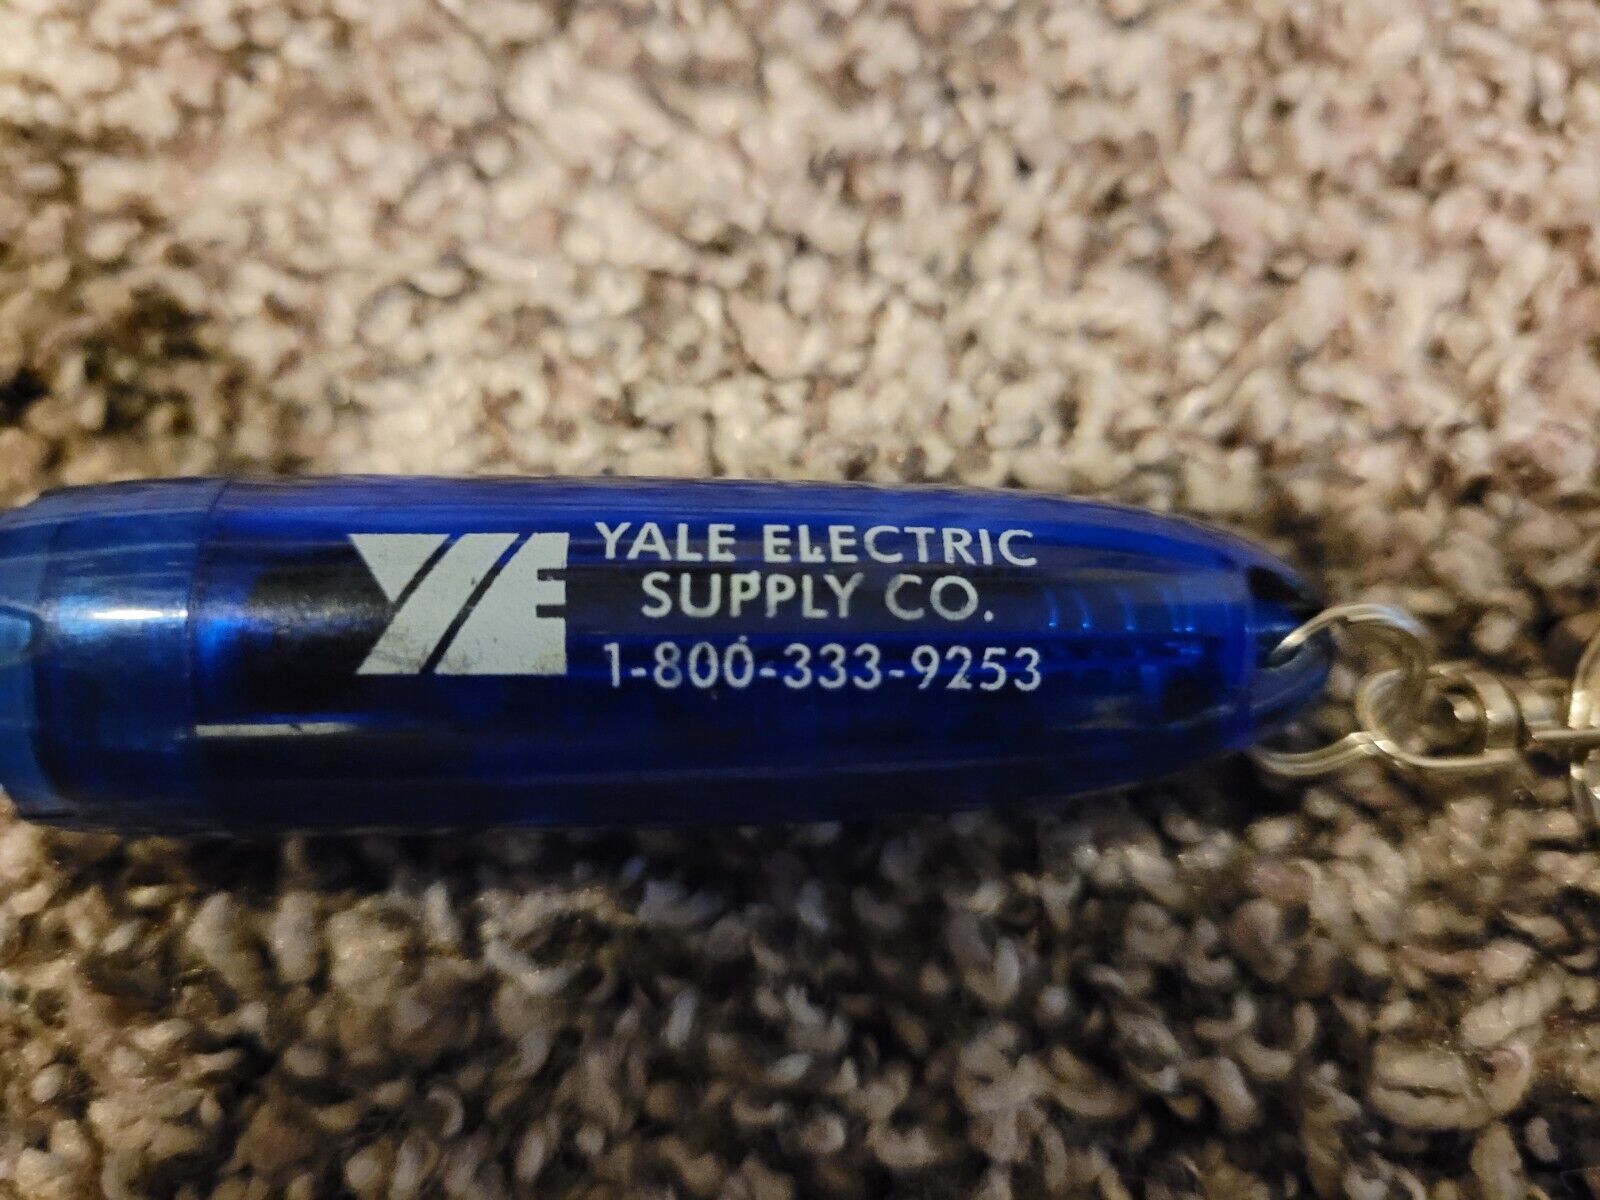 YE
YALE ELECTRIC
SUPPLY CO.
1-800-333-9253